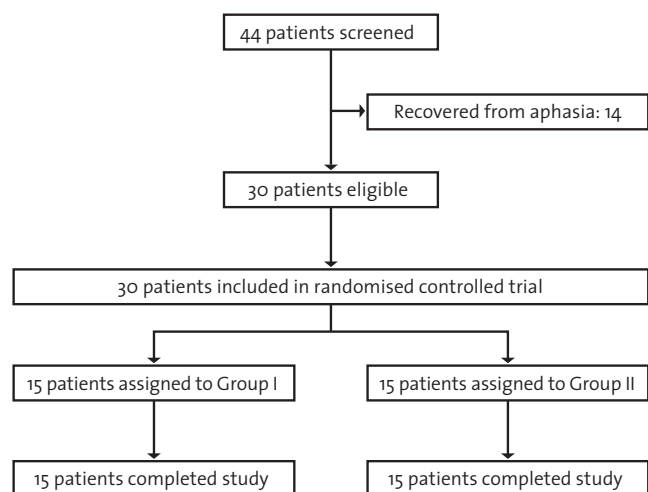 44 patients screened
Recovered from aphasia: 14
30 patients eligible
30 patients included in randomised controlled trial
15 patients assigned to Group I
15 patients assigned to Group II
15 patients completed study
15 patients completed study